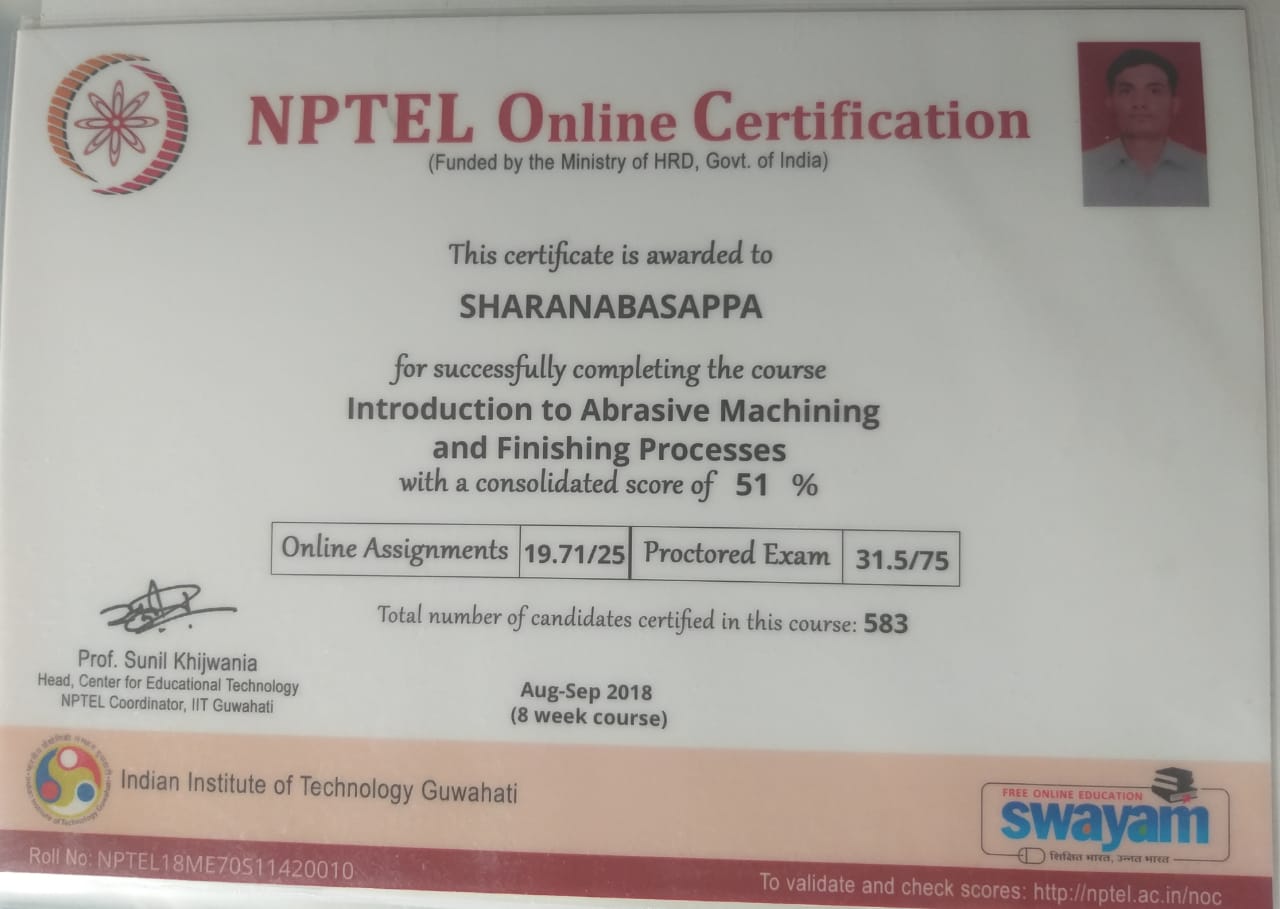 NPTEL Online Certification
(Funded by the Ministry of HRD, Govt. of India)
This certificate is awarded to
SHARANABASAPPA
for successfully completing the course
Introduction to Abrasive Machining
and Finishing Processes
with a consolidated score of 51 %
Online Assignments 19.71/25 Proctored Exam 31.5/75
Total number of candidates certified in this course: 583
Prof. Sunil Khijwania
Head, Center for Educational Technology
NPTEL Coordinator, IIT Guwahati
Aug-Sep 2018
(8 week course)
Indian Institute of Technology Guwahati
FREE ONLINE EDUCATION
swayam
शिक्षित भारत, उन्नत भारत
Roll No: NPTEL18ME70S11420010
To validate and check scores: http://nptel.ac.in/noc